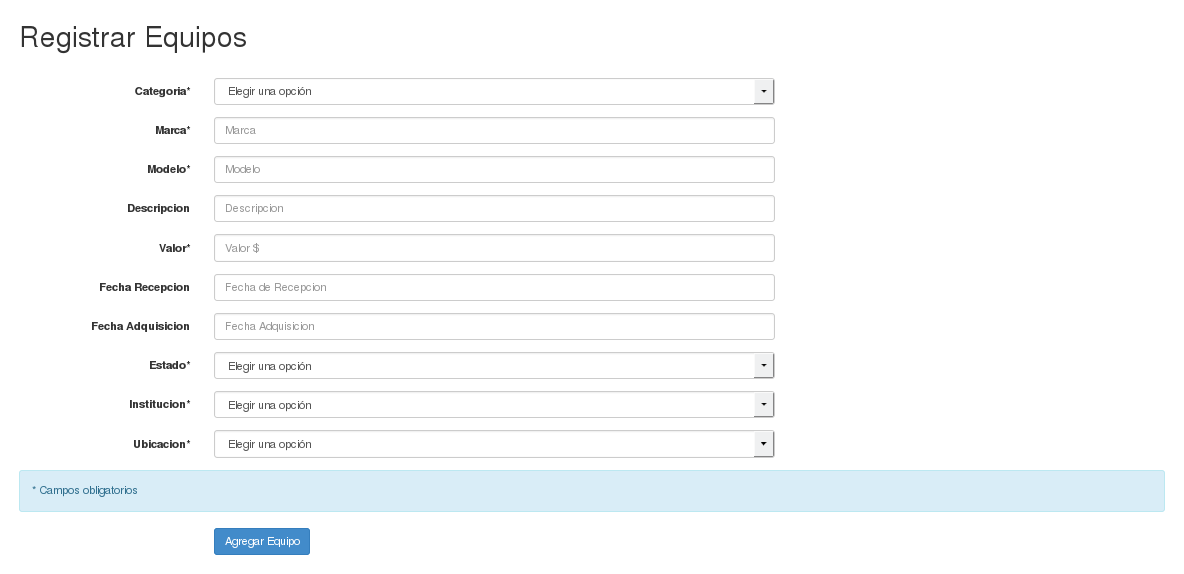 Registrar Equipos
Categoria* Elegir una opción
Marca* Marca
Modelo* Modelo
Descripcion Descripcion
Valor* Valor $
Fecha Recepcion Fecha de Recepcion
Fecha Adquisicion Fecha Adquisicion
Estado* Elegir una opción
Institucion* Elegir una opción
Ubicacion* Elegir una opción
* Campos obligatorios
Agregar Equipo